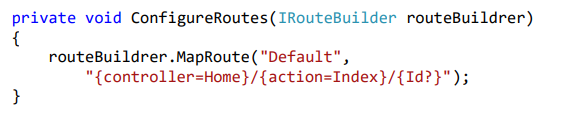 private void ConfigureRoutes(IRouteBuilder routeBuildrer)
{
    routeBuildrer.MapRoute("Default",
        "{controller=Home}/{action=Index}/{Id?}");
}